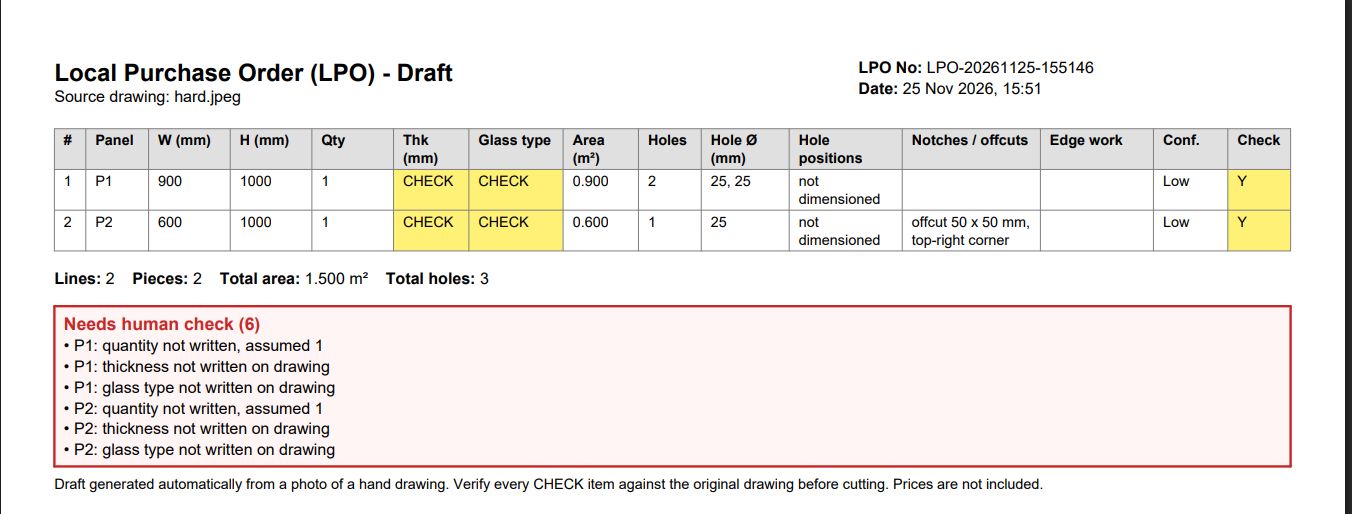 Local Purchase Order (LPO) - Draft
Source drawing: hard.jpeg
LPO No: LPO-20261125-155146
Date: 25 Nov 2026, 15:51
# Panel W (mm) H (mm) Qty Thk (mm) Glass type Area (m²) Holes Hole Ø (mm) Hole positions Notches / offcuts Edge work Conf. Check
1 P1 900 1000 1 CHECK CHECK 0.900 2 25, 25 not dimensioned Low Y
2 P2 600 1000 1 CHECK CHECK 0.600 1 25 not dimensioned offcut 50 x 50 mm, top-right corner Low Y
Lines: 2 Pieces: 2 Total area: 1.500 m² Total holes: 3
Needs human check (6)
• P1: quantity not written, assumed 1
• P1: thickness not written on drawing
• P1: glass type not written on drawing
• P2: quantity not written, assumed 1
• P2: thickness not written on drawing
• P2: glass type not written on drawing
Draft generated automatically from a photo of a hand drawing. Verify every CHECK item against the original drawing before cutting. Prices are not included.